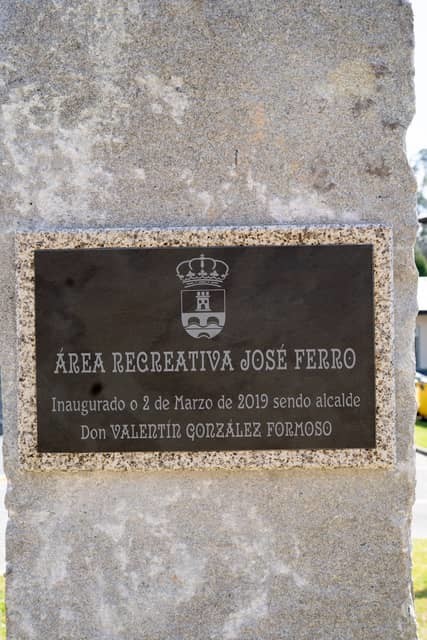 ÁREA RECREATIVA JOSÉ FERRO
Inaugurado o 2 de Marzo de 2019 sendo alcalde
Don VALENTÍN GONZÁLEZ FORMOSO